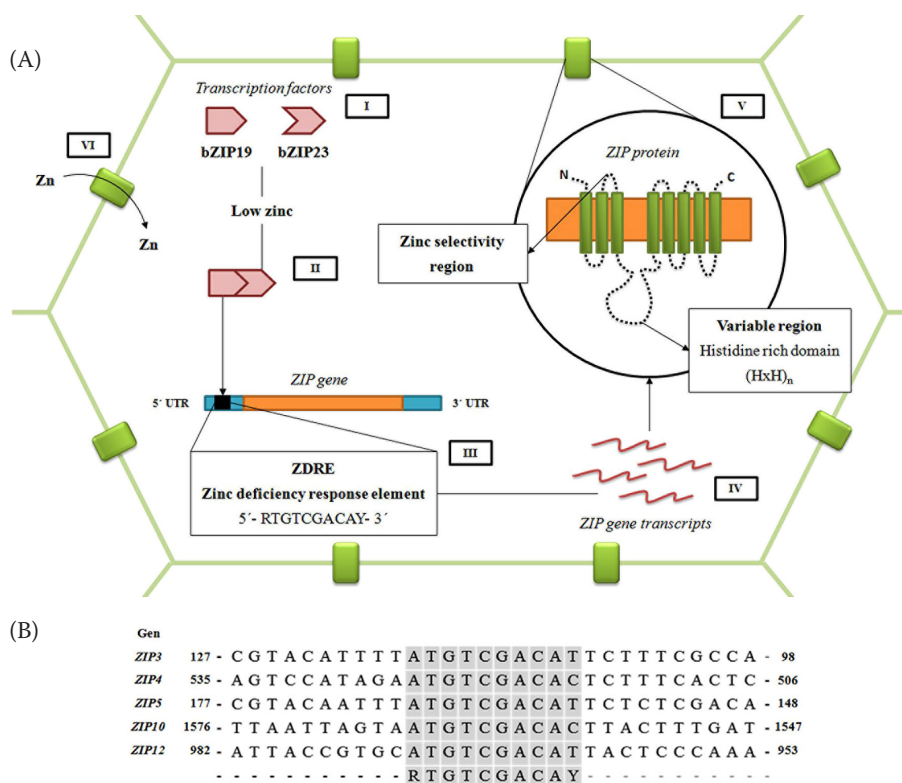 (A)
Transcription factors
I
bZIP19 bZIP23
Low zinc
II
VI
Zn
Zn
V
ZIP protein
N
C
Zinc selectivity
region
Variable region
Histidine rich domain
(HxH)n
5´ UTR
ZIP gene
3´ UTR
III
ZDRE
Zinc deficiency response element
5´- RTGTCGACAY- 3´
IV
ZIP gene transcripts
(B)
Gen
ZIP3 127 - C G T A C A T T T T A T G T C G A C A T T C T T T C G C C A - 98
ZIP4 535 - A G T C C A T A G A A T G T C G A C A C T C T T T C A C T C - 506
ZIP5 177 - C G T A C A A T T T A T G T C G A C A T T C T C T C G A C A - 148
ZIP10 1576 - T T A A T T A G T A A T G T C G A C A C T T A C T T T G A T - 1547
ZIP12 982 - A T T A C C G T G C A T G T C G A C A T T A C T C C C A A A - 953
- - - - - - - - - - - R T G T C G A C A Y - - - - - - - - - - -